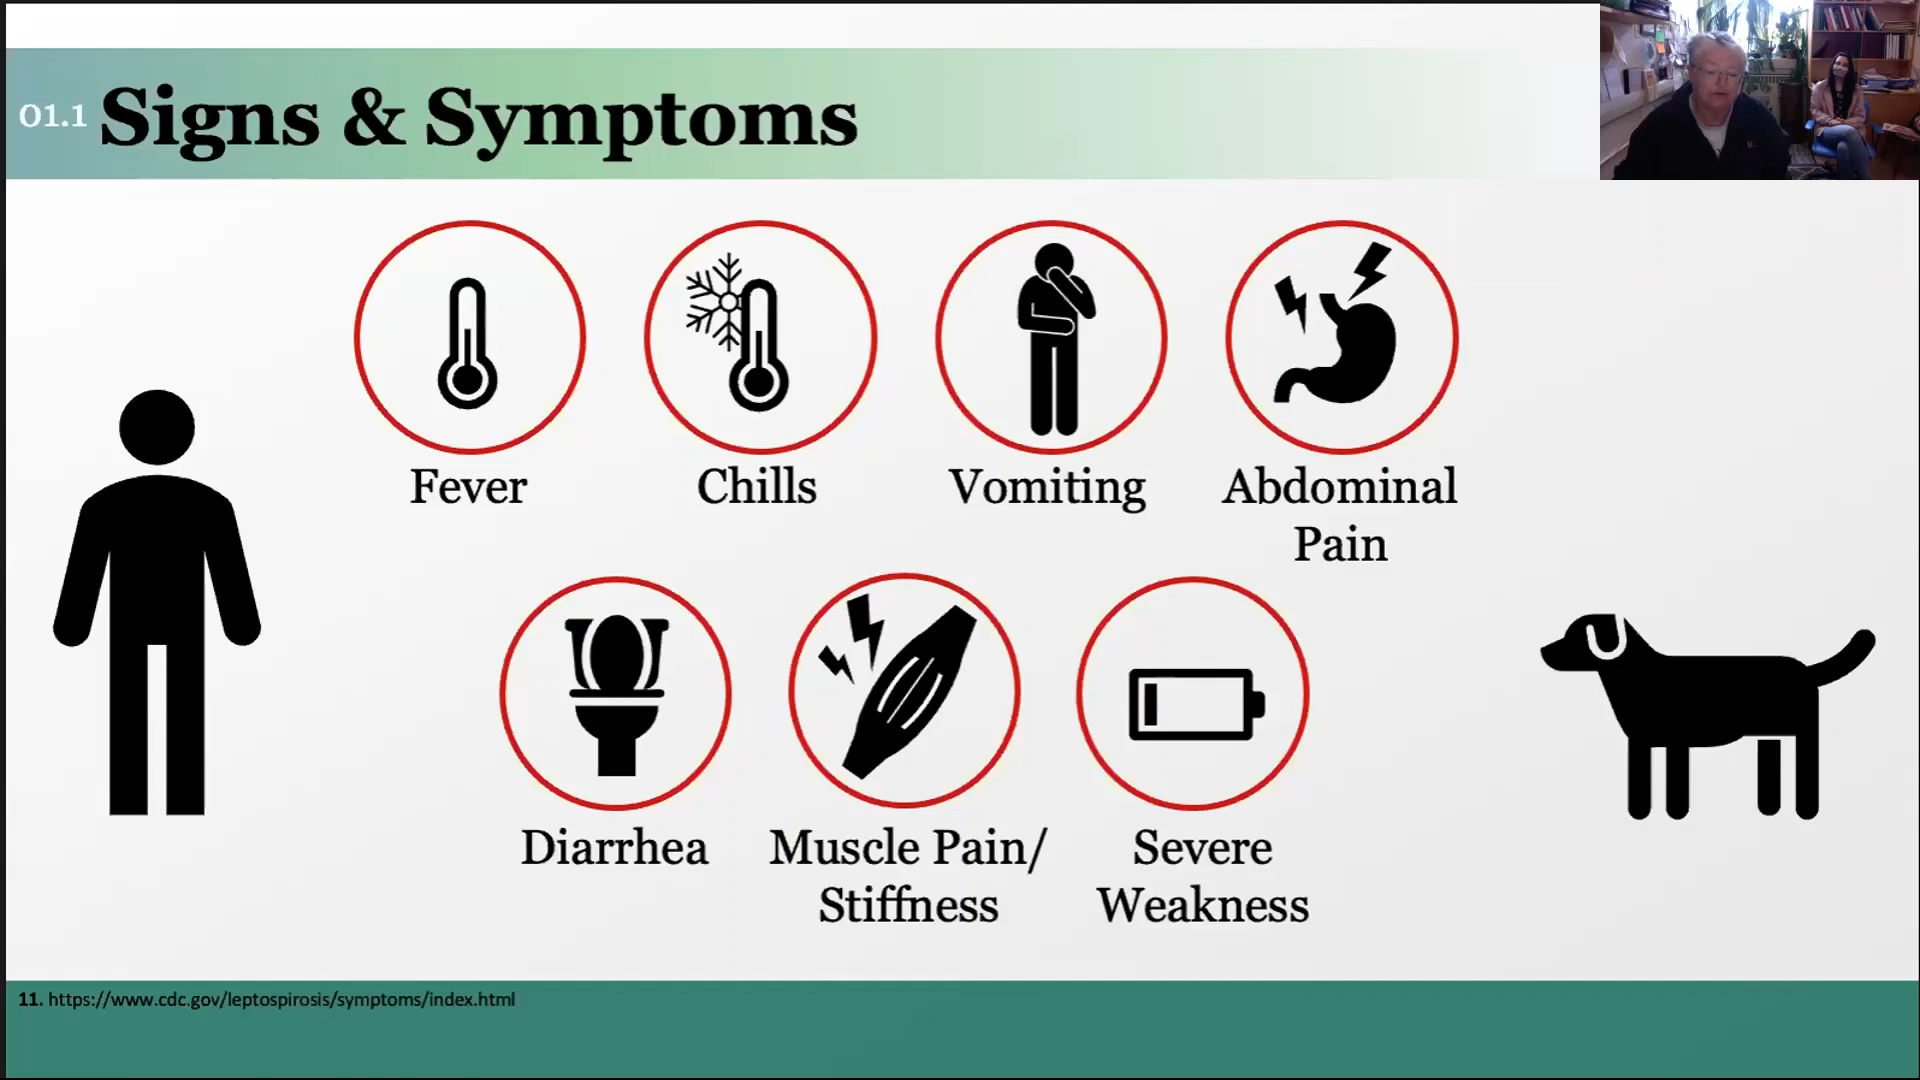 01.1 Signs & Symptoms
Fever
Chills
Vomiting
Abdominal
Pain
Diarrhea
Muscle Pain/
Stiffness
Severe
Weakness
11. https://www.cdc.gov/leptospirosis/symptoms/index.html